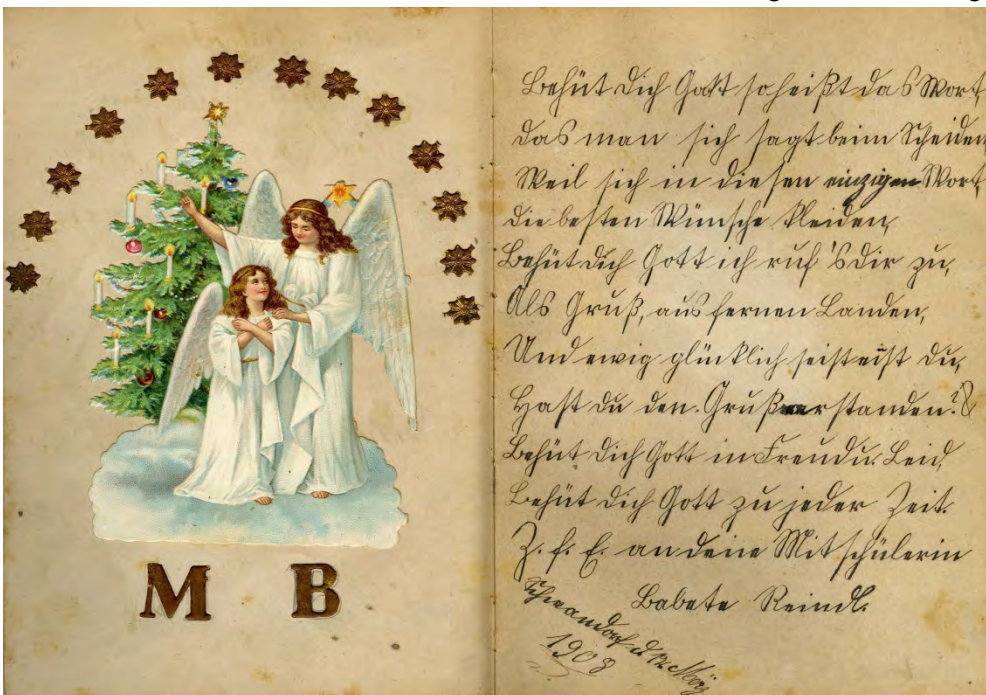 M B
Behüt Dich Gott so heißt das Wort,
das man sich sagt beim Scheiden
Weil sich in diesen einzigen Wort,
die besten Wünsche kleiden,
Behüt Dich Gott ich ruf's Dir zu,
Als Gruß, aus fernen Landen,
Und ewig glücklich seist Du,
Hast Du den Gruß verstanden?
Behüt Dich Gott in Freud u. Leid,
Behüt Dich Gott zu jeder Zeit.
Z. f. E. an deine Mitschülerin
Babete Reindl.
Schwandorf d.
1908